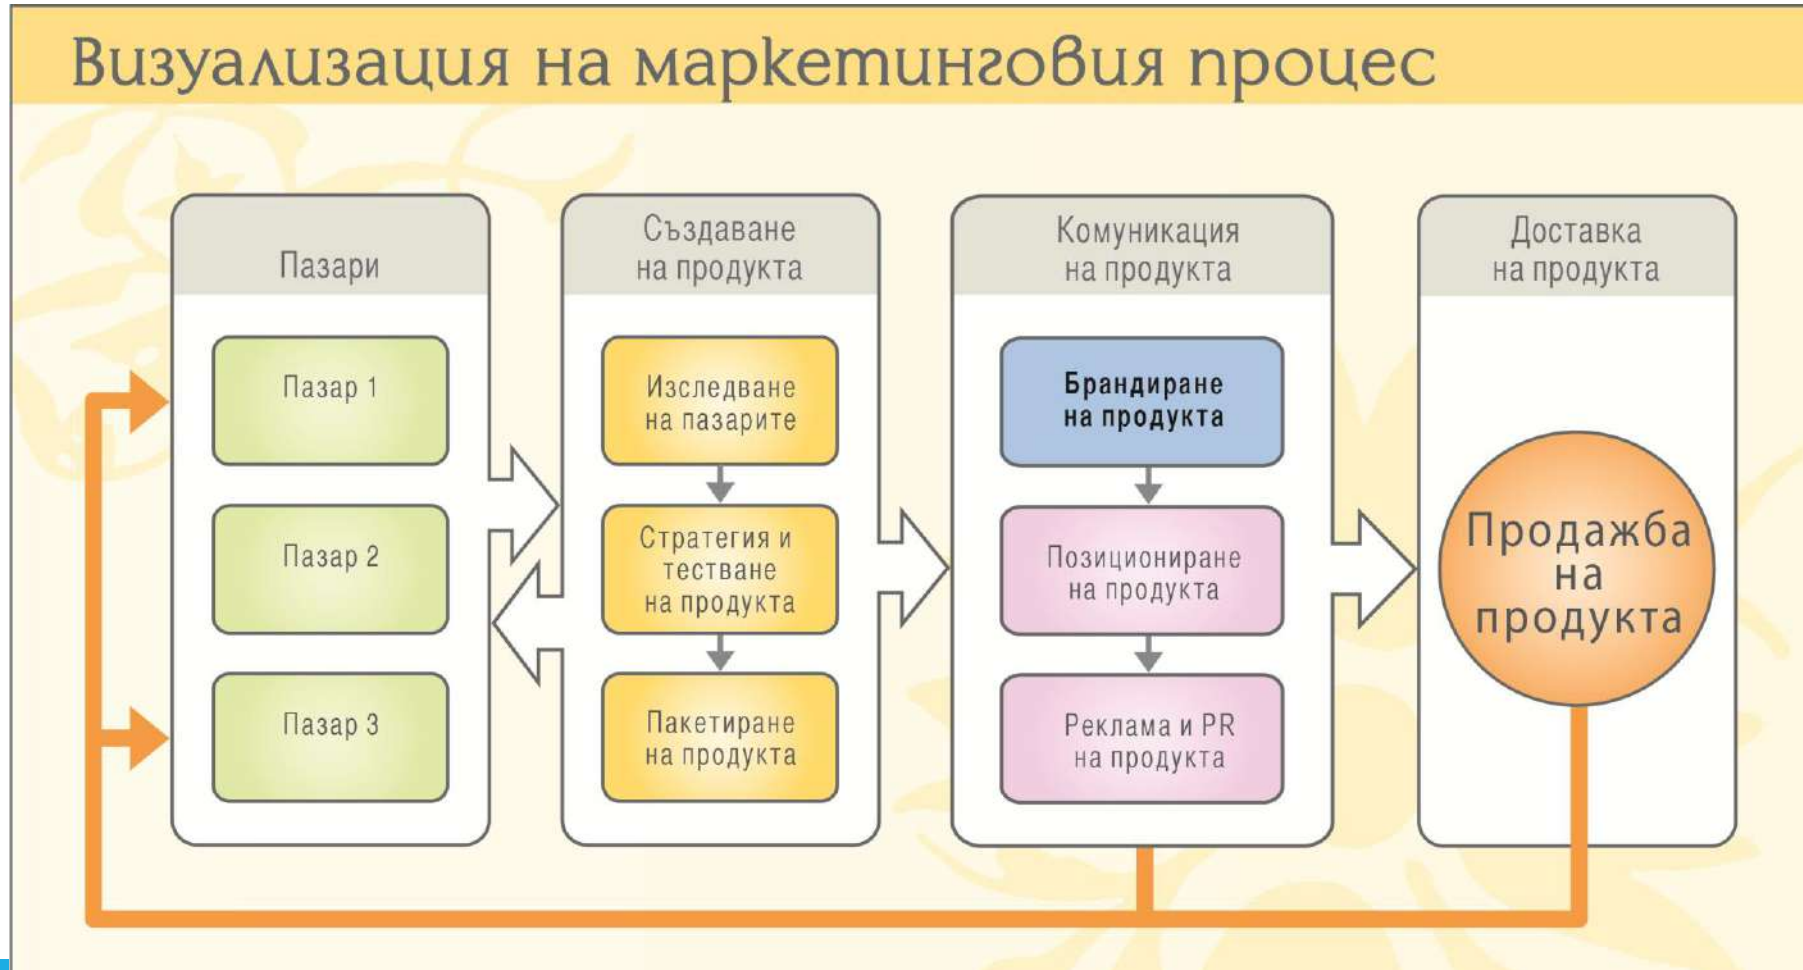 Визуализация на маркетинговия процес
Пазари
Пазар 1
Пазар 2
Пазар 3
Създаване
на продукта
Изследване
на пазарите
Стратегия и
тестване
на продукта
Пакетиране
на продукта
Комуникация
на продукта
Брандиране
на продукта
Позициониране
на продукта
Реклама и PR
на продукта
Доставка
на продукта
Продажба
на
продукта